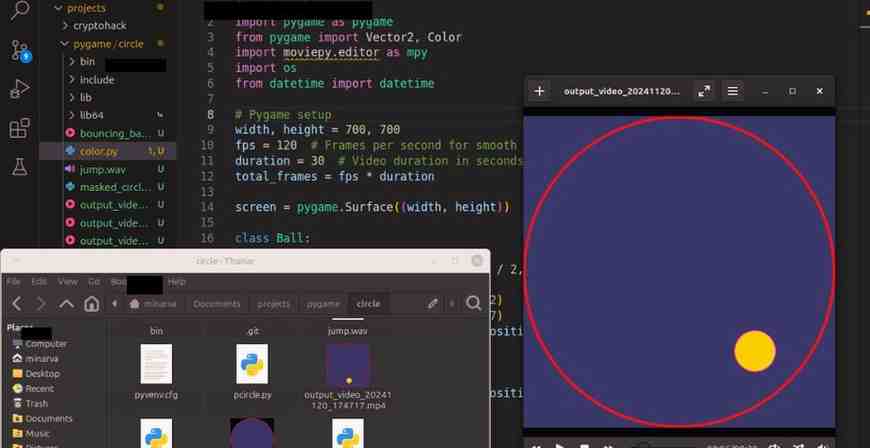 projects
cryptohack
pygame/circle
bin
include
lib
lib64
bouncing_ba... U
color.py 1, U
jump.wav U
masked_circl... U
output_vide... U
output_vide... U
output_vide... U
9
2 import pygame as pygame
3 from pygame import Vector2, Color
4 import moviepy.editor as mpy
5 import os
6 from datetime import datetime
7
8 # Pygame setup
9 width, height = 700, 700
10 fps = 120 # Frames per second for smooth
11 duration = 30 # Video duration in seconds
12 total_frames = fps * duration
13
14 screen = pygame.Surface((width, height))
15
16 class Ball:
/ 2,
2)
7)
positi
positi
output_video_20241120...
circle - Thunar
File Edit View Go Help
minarva Documents projects pygame circle
Computer
minarva
Desktop
Recent
Trash
Documents
Music
bin .git jump.wav
pyvenv.cfg pcircle.py output_video_20241
120_174717.mp4